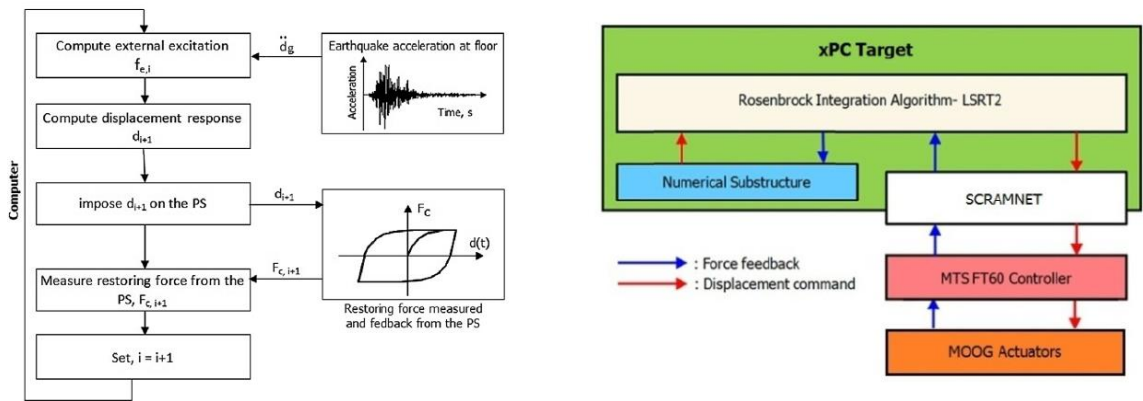 Computer
Compute external excitation
f e,i
d̈g
Earthquake acceleration at floor
Acceleration
Time, s
Compute displacement response
d i+1
impose d i+1 on the PS
d i+1
F C
d(t)
Measure restoring force from the
PS, F c, i+1
F c, i+1
Restoring force measured
and fedback from the PS
Set, i = i+1
xPC Target
Rosenbrock Integration Algorithm- LSRT2
Numerical Substructure
SCRAMNET
: Force feedback
: Displacement command
MTS FT60 Controller
MOOG Actuators